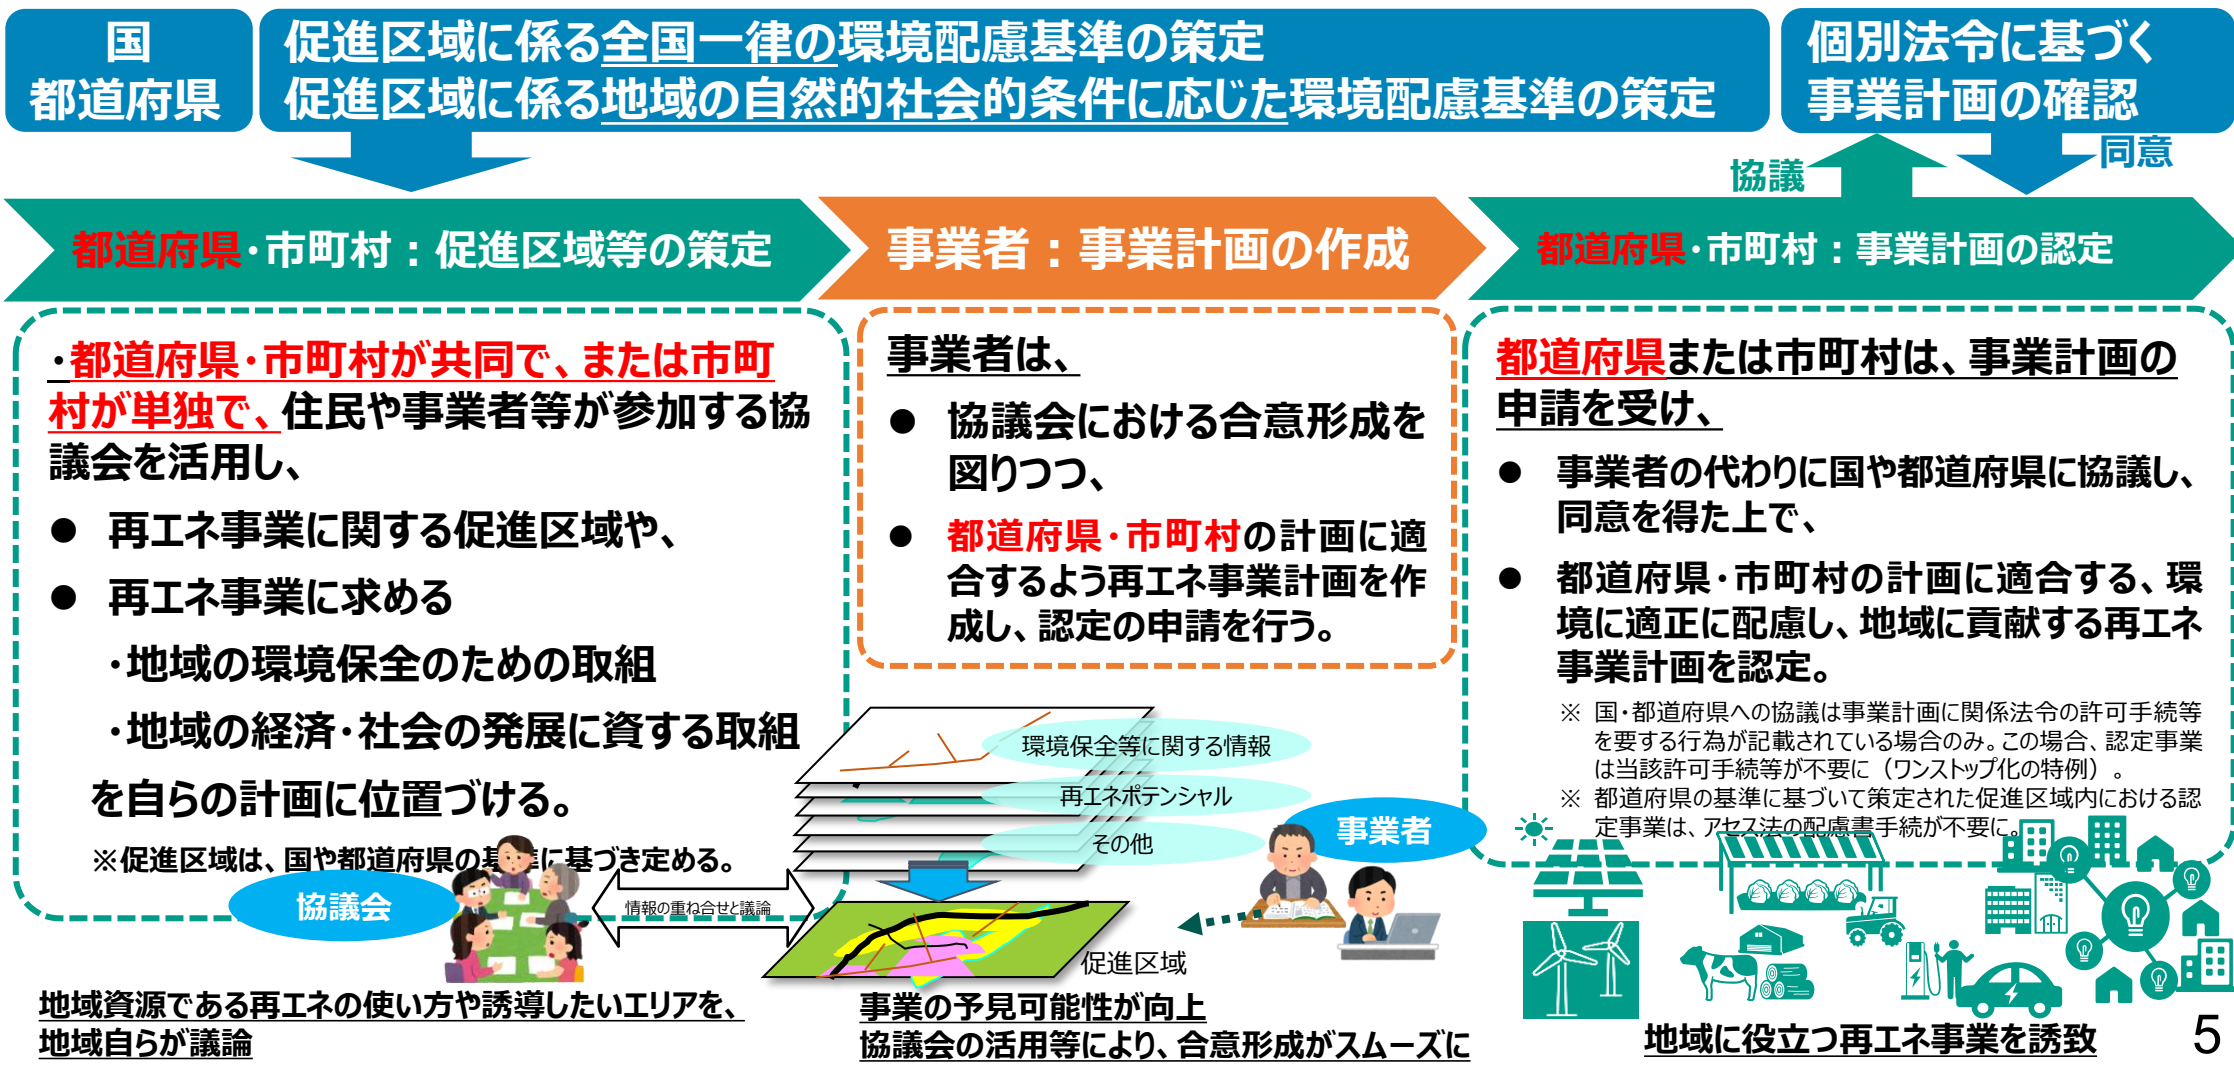 国
都道府県
促進区域に係る全国一律の環境配慮基準の策定
促進区域に係る地域の自然的社会的条件に応じた環境配慮基準の策定
個別法令に基づく
事業計画の確認
協議
同意
都道府県・市町村：促進区域等の策定
事業者：事業計画の作成
都道府県・市町村：事業計画の認定
・都道府県・市町村が共同で、または市町
村が単独で、住民や事業者等が参加する協
議会を活用し、
● 再エネ事業に関する促進区域や、
● 再エネ事業に求める
・地域の環境保全のための取組
・地域の経済・社会の発展に資する取組
を自らの計画に位置づける。
※促進区域は、国や都道府県の基準に基づき定める。
協議会
情報の重ね合せと議論
地域資源である再エネの使い方や誘導したいエリアを、
地域自らが議論
事業者は、
● 協議会における合意形成を
図りつつ、
● 都道府県・市町村の計画に適
合するよう再エネ事業計画を作
成し、認定の申請を行う。
環境保全等に関する情報
再エネポテンシャル
その他
事業者
促進区域
事業の予見可能性が向上
協議会の活用等により、合意形成がスムーズに
都道府県または市町村は、事業計画の
申請を受け、
● 事業者の代わりに国や都道府県に協議し、
同意を得た上で、
● 都道府県・市町村の計画に適合する、環
境に適正に配慮し、地域に貢献する再エネ
事業計画を認定。
※ 国・都道府県への協議は事業計画に関係法令の許可手続等
を要する行為が記載されている場合のみ。この場合、認定事業
は当該許可手続等が不要に（ワンストップ化の特例）。
※ 都道府県の基準に基づいて策定された促進区域内における認
定事業は、アセス法の配慮書手続が不要に。
地域に役立つ再エネ事業を誘致
5